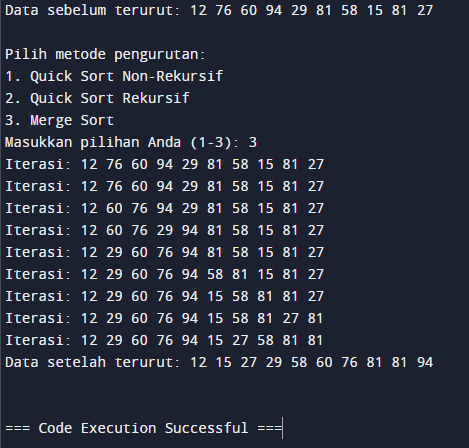 Data sebelum terurut: 12 76 60 94 29 81 58 15 81 27
Pilih metode pengurutan:
1. Quick Sort Non-Rekursif
2. Quick Sort Rekursif
3. Merge Sort
Masukkan pilihan Anda (1-3): 3
Iterasi: 12 76 60 94 29 81 58 15 81 27
Iterasi: 12 76 60 94 29 81 58 15 81 27
Iterasi: 12 60 76 94 29 81 58 15 81 27
Iterasi: 12 60 76 29 94 81 58 15 81 27
Iterasi: 12 29 60 76 94 81 58 15 81 27
Iterasi: 12 29 60 76 94 58 81 15 81 27
Iterasi: 12 29 60 76 94 15 58 81 81 27
Iterasi: 12 29 60 76 94 15 58 81 27 81
Iterasi: 12 29 60 76 94 15 27 58 81 81
Data setelah terurut: 12 15 27 29 58 60 76 81 81 94
=== Code Execution Successful ===